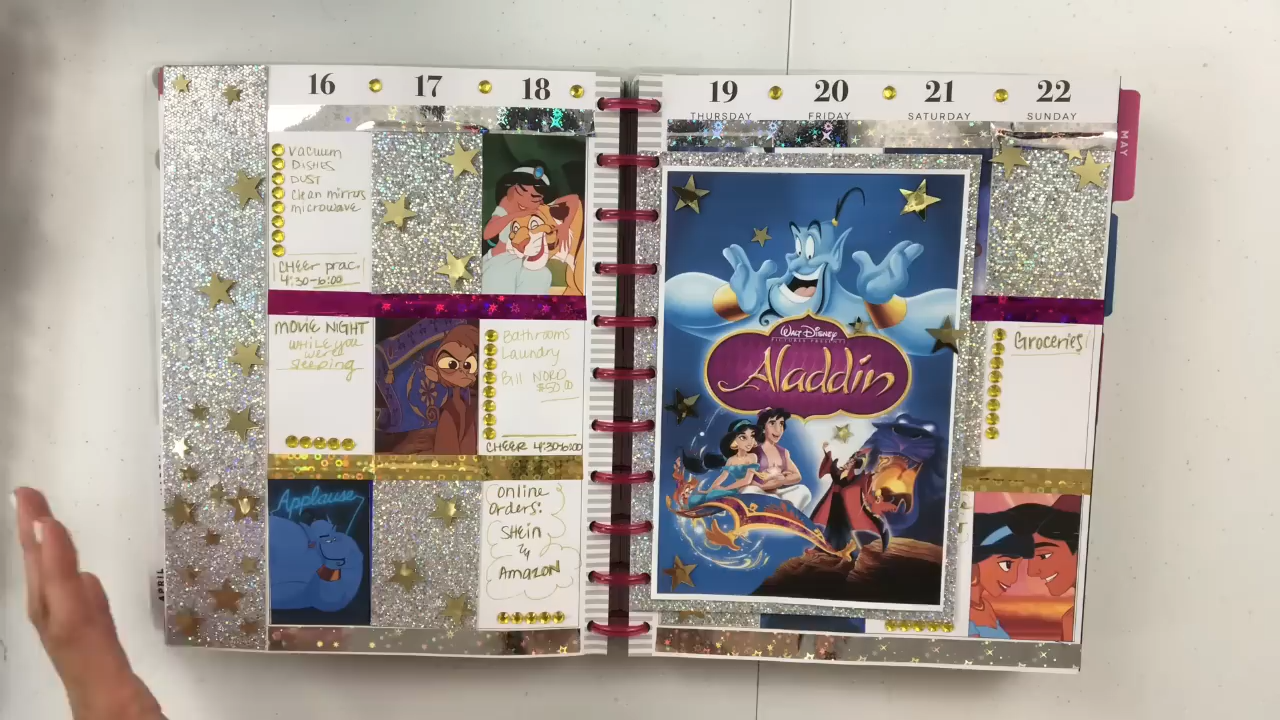 16
17
18
19
20
21
22
THURSDAY
FRIDAY
SATURDAY
SUNDAY
MAY
VACUUM
DISHES
DUST
Clean mirros
microwave
CHEER prac
4:30-6:00
MOVIE NIGHT
WHILE YOU
were
sleeping
Bathrooms
Laundry
Bill NORD
$50.00
CHEER 4:30-6:00
Applause
Online
Orders:
SHEIN
&
AMAZON
WALT DISNEY
PICTURES PRESENTS
Aladdin
Groceries
APRIL